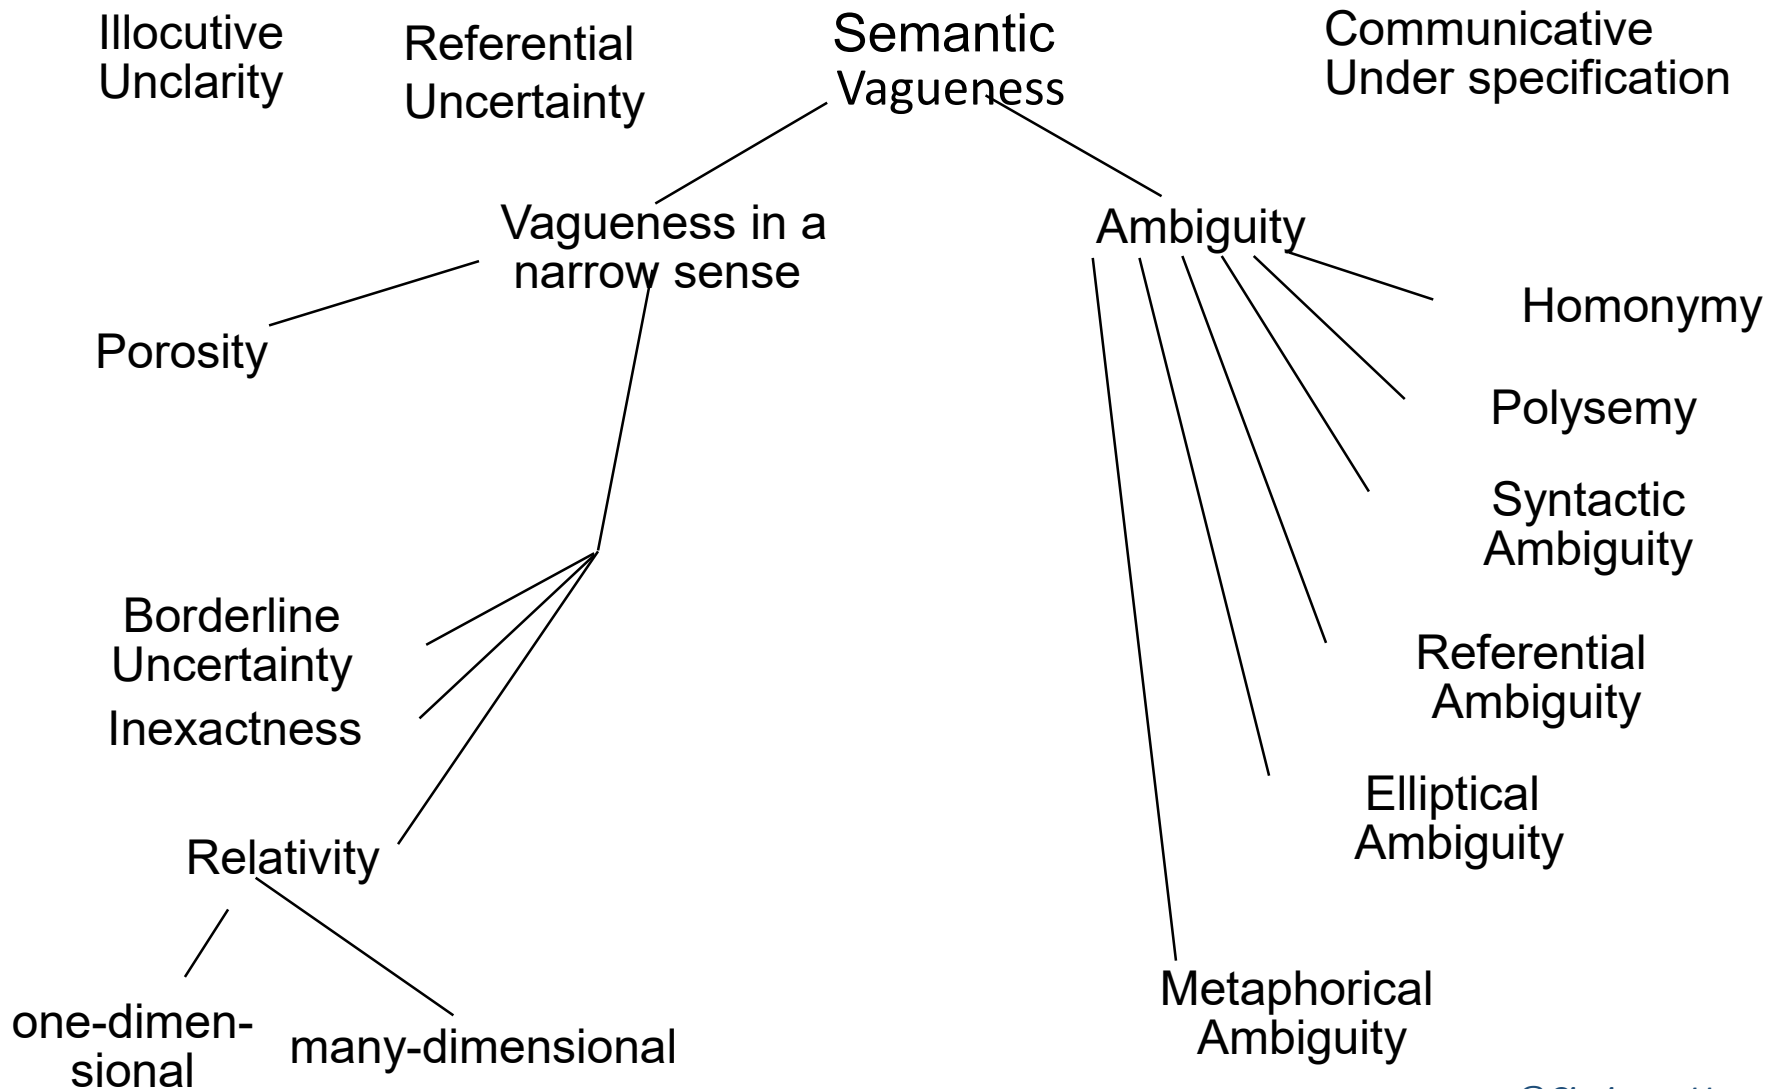 Illocutive
Unclarity
Referential
Uncertainty
Semantic
Vagueness
Communicative
Under specification
Vagueness in a
narrow sense
Ambiguity
Porosity
Homonymy
Polysemy
Syntactic
Ambiguity
Borderline
Uncertainty
Inexactness
Referential
Ambiguity
Elliptical
Ambiguity
Relativity
one-dimen-
sional
many-dimensional
Metaphorical
Ambiguity